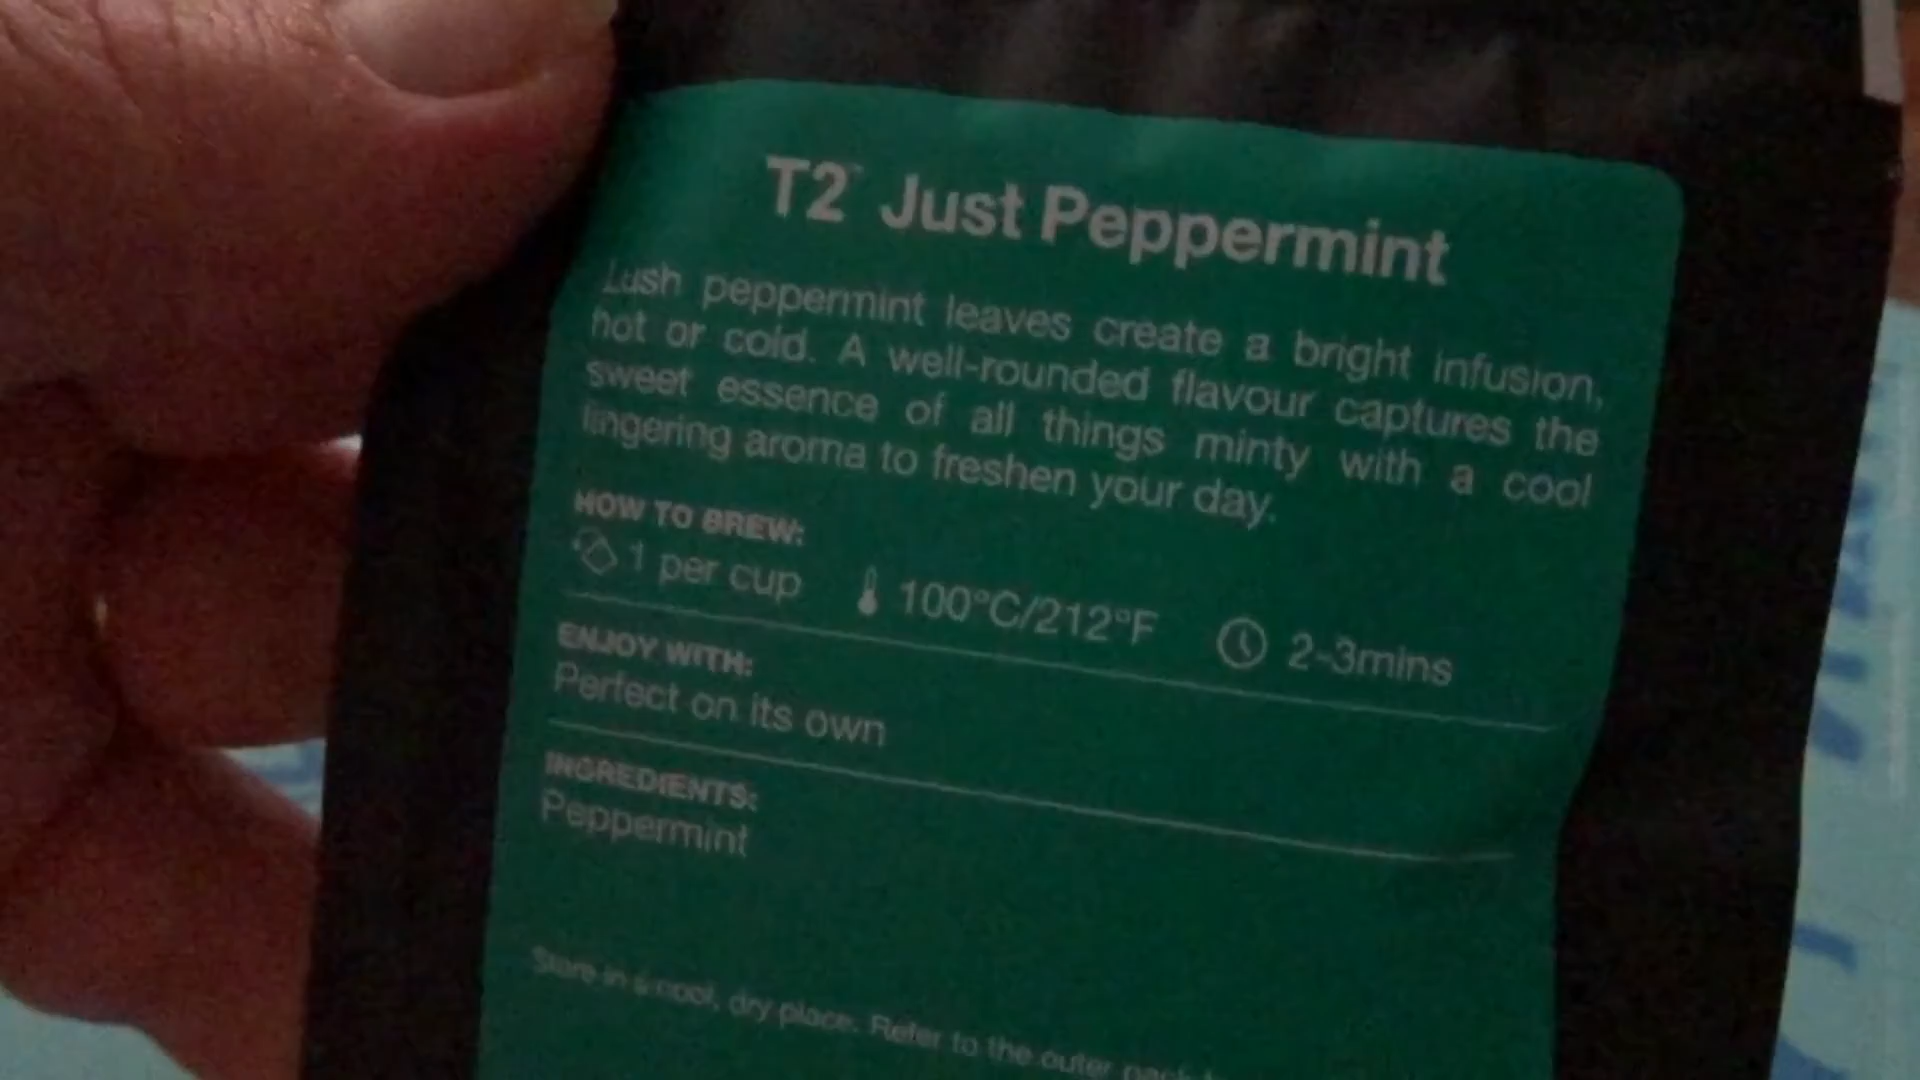 T2™ Just Peppermint
Lush peppermint leaves create a bright infusion,
hot or cold. A well-rounded flavour captures the
sweet essence of all things minty with a cool
lingering aroma to freshen your day.
HOW TO BREW:
1 per cup 100°C/212°F 2-3mins
ENJOY WITH:
Perfect on its own
INGREDIENTS:
Peppermint
Store in a cool, dry place. Refer to the outer